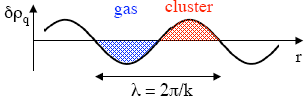 δρq gas cluster
r
λ = 2π/k